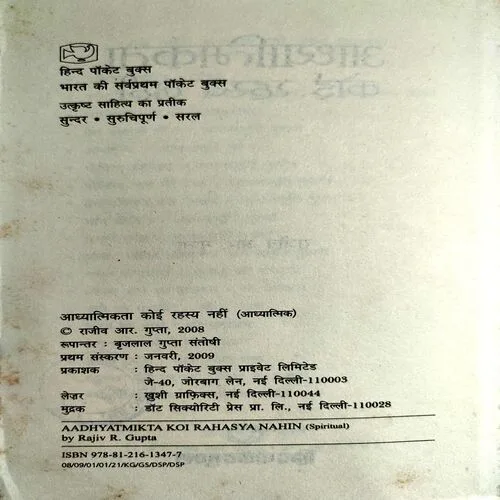 हिन्द पॉकेट बुक्स
भारत की सर्वप्रथम पॉकेट बुक्स
उत्कृष्ट साहित्य का प्रतीक
सुन्दर • सुरुचिपूर्ण • सरल
आध्यात्मिकता कोई रहस्य नहीं (आध्यात्मिक)
© राजीव आर. गुप्ता, 2008
रूपान्तर : बृजलाल गुप्ता संतोषी
प्रथम संस्करण : जनवरी, 2009
प्रकाशक : हिन्द पॉकेट बुक्स प्राइवेट लिमिटेड
जे-40, जोरबाग लेन, नई दिल्ली-110003
लेज़र : खुशी ग्राफ़िक्स, नई दिल्ली-110044
मुद्रक : डॉट सिक्योरिटी प्रेस प्रा. लि., नई दिल्ली-110028
AADHYATMIKTA KOI RAHASYA NAHIN (Spiritual)
by Rajiv R. Gupta
ISBN 978-81-216-1347-7
08/09/01/01/21/KG/GS/DSP/DSP